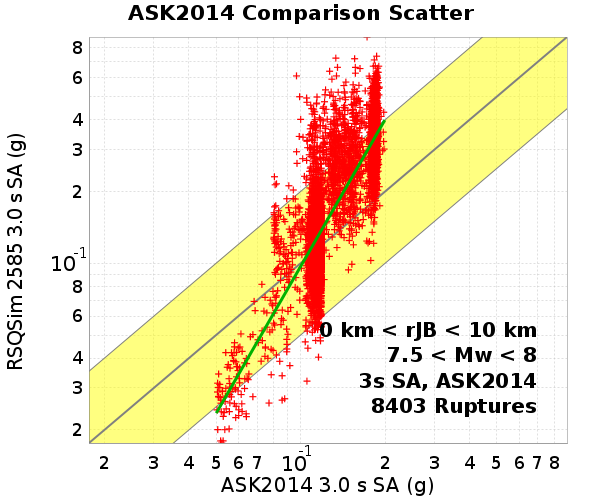 ASK2014 Comparison Scatter
8
6
4
3
2
10-1
8
6
4
3
2
RSQSim 2585 3.0 s SA (g)
0 km < rJB < 10 km
7.5 < Mw < 8
3s SA, ASK2014
8403 Ruptures
2 3 4 5 6 7 10-1 2 3 4 5 6 7 8
ASK2014 3.0 s SA (g)